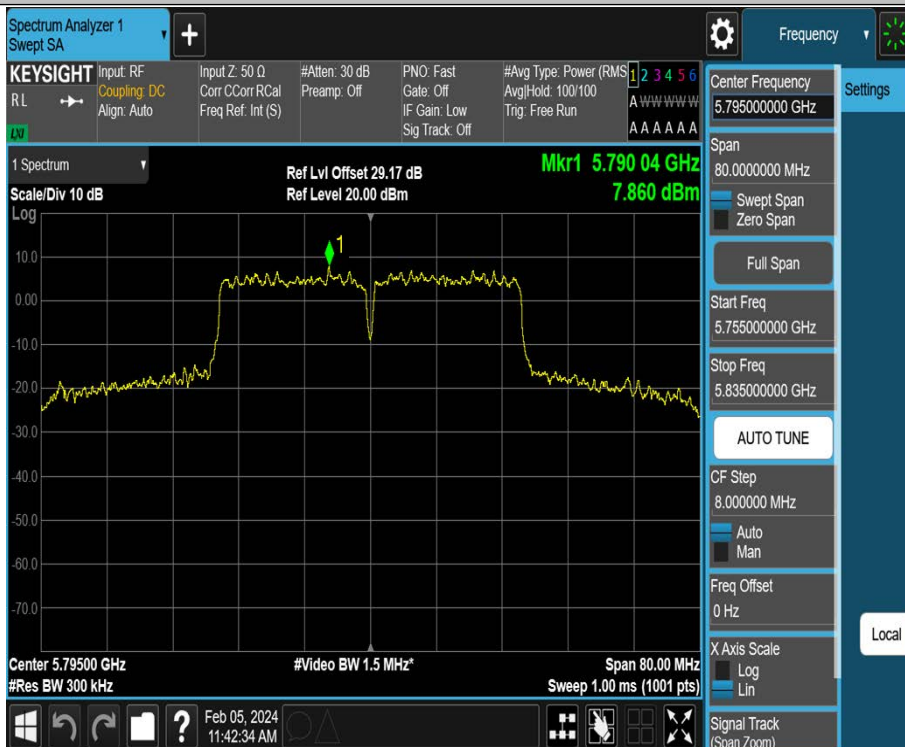 Spectrum Analyzer 1
Swept SA
+
Frequency
KEYSIGHT
RL
LXI
Input: RF
Coupling: DC
Align: Auto
Input Z: 50 Ω
Corr CCorr RCal
Freq Ref: Int (S)
#Atten: 30 dB
Preamp: Off
PNO: Fast
Gate: Off
IF Gain: Low
Sig Track: Off
#Avg Type: Power (RMS
Avg|Hold: 100/100
Trig: Free Run
1 2 3 4 5 6
A W W W W W
A A A A A A
1 Spectrum
Scale/Div 10 dB
Log
Ref Lvl Offset 29.17 dB
Ref Level 20.00 dBm
Mkr1 5.790 04 GHz
7.860 dBm
1
10.0
0.00
-10.0
-20.0
-30.0
-40.0
-50.0
-60.0
-70.0
Center 5.79500 GHz
#Res BW 300 kHz
#Video BW 1.5 MHz*
Span 80.00 MHz
Sweep 1.00 ms (1001 pts)
?
Feb 05, 2024
11:42:34 AM
Center Frequency
5.795000000 GHz
Span
80.0000000 MHz
Swept Span
Zero Span
Full Span
Start Freq
5.755000000 GHz
Stop Freq
5.835000000 GHz
AUTO TUNE
CF Step
8.000000 MHz
Auto
Man
Freq Offset
0 Hz
X Axis Scale
Log
Lin
Signal Track
(Span Zoom)
Settings
Local